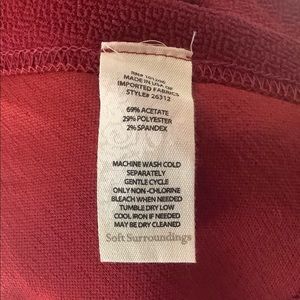 MADE IN USA OF
IMPORTED FABRICS
STYLE# 26312
69% ACETATE
29% POLYESTER
2% SPANDEX
MACHINE WASH COLD
SEPARATELY
GENTLE CYCLE
ONLY NON-CHLORINE
BLEACH WHEN NEEDED
TUMBLE DRY LOW
COOL IRON IF NEEDED
MAY BE DRY CLEANED
Soft Surroundings